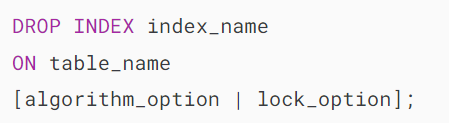 DROP INDEX index_name
ON table_name
[algorithm_option | lock_option];